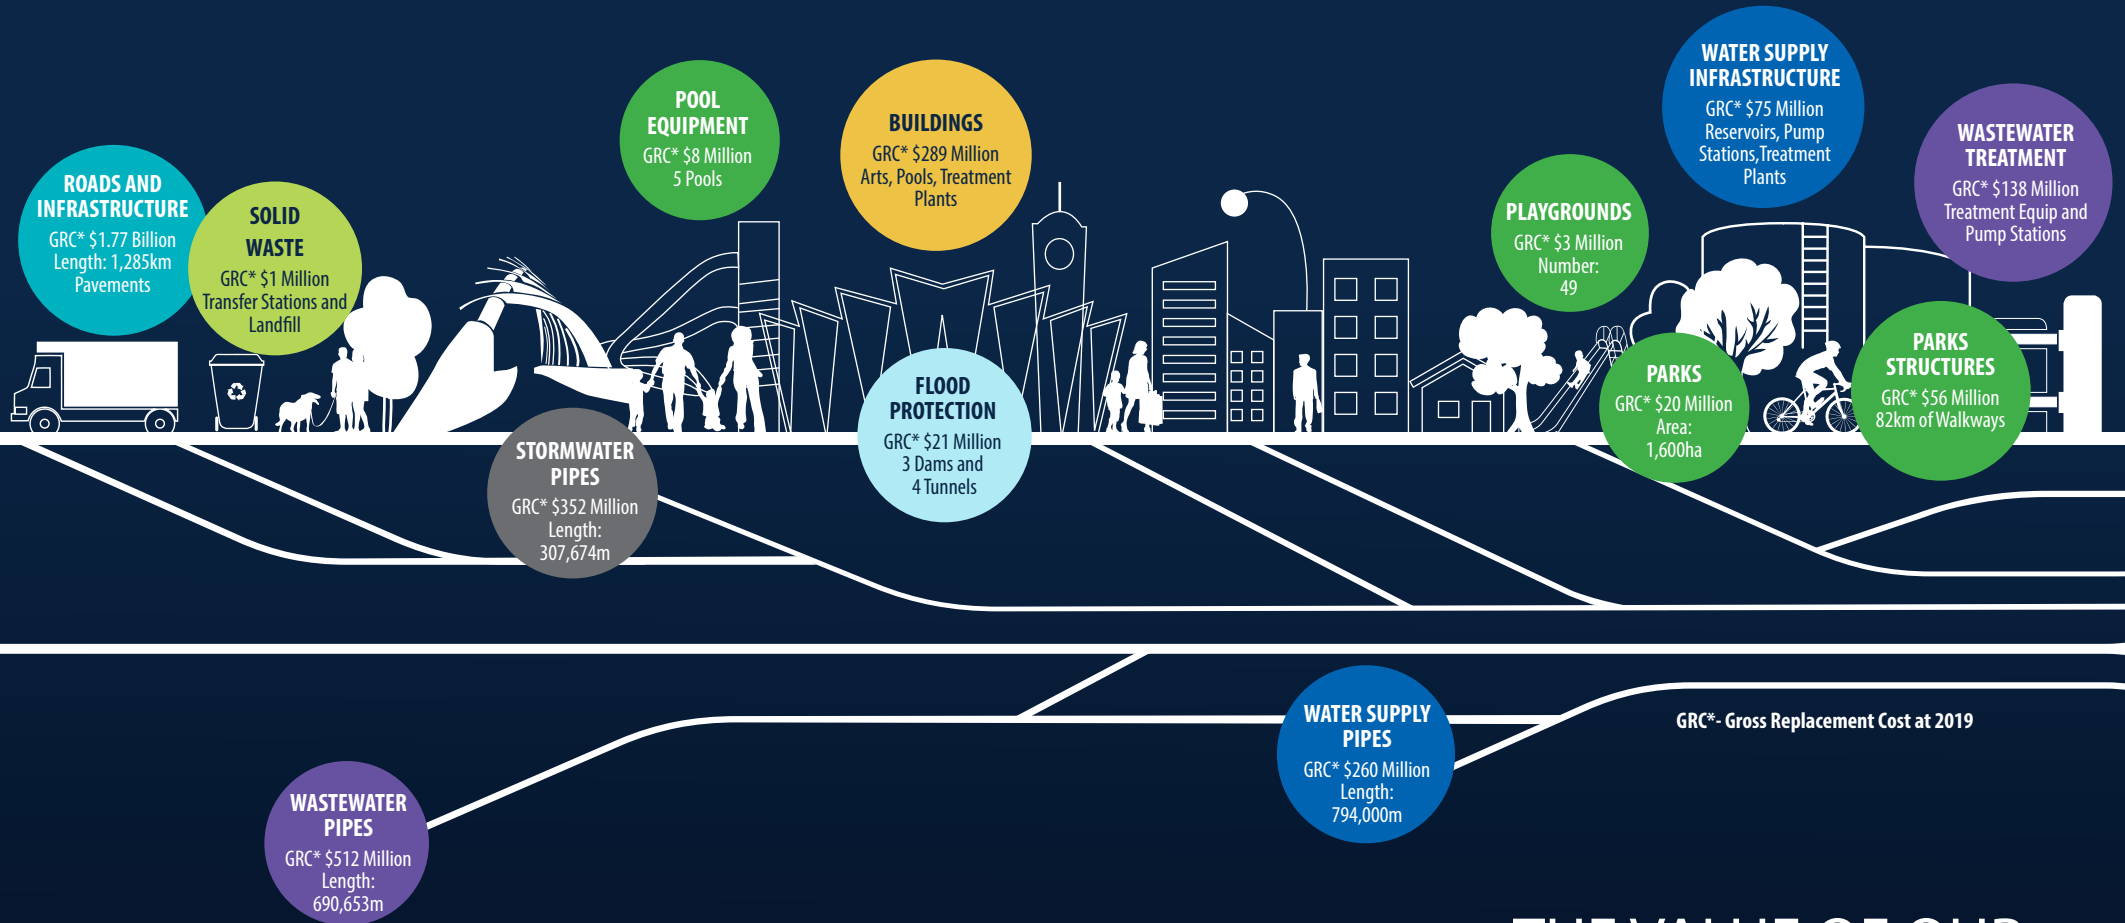 ROADS AND
INFRASTRUCTURE
GRC* $1.77 Billion
Length: 1,285km
Pavements
SOLID
WASTE
GRC* $1 Million
Transfer Stations and
Landfill
POOL
EQUIPMENT
GRC* $8 Million
5 Pools
BUILDINGS
GRC* $289 Million
Arts, Pools, Treatment
Plants
WATER SUPPLY
INFRASTRUCTURE
GRC* $75 Million
Reservoirs, Pump
Stations,Treatment
Plants
WASTEWATER
TREATMENT
GRC* $138 Million
Treatment Equip and
Pump Stations
PLAYGROUNDS
GRC* $3 Million
Number:
49
PARKS
GRC* $20 Million
Area:
1,600ha
PARKS
STRUCTURES
GRC* $56 Million
82km of Walkways
STORMWATER
PIPES
GRC* $352 Million
Length:
307,674m
FLOOD
PROTECTION
GRC* $21 Million
3 Dams and
4 Tunnels
WATER SUPPLY
PIPES
GRC* $260 Million
Length:
794,000m
GRC*- Gross Replacement Cost at 2019
WASTEWATER
PIPES
GRC* $512 Million
Length:
690,653m
THE VALUE OF OUR